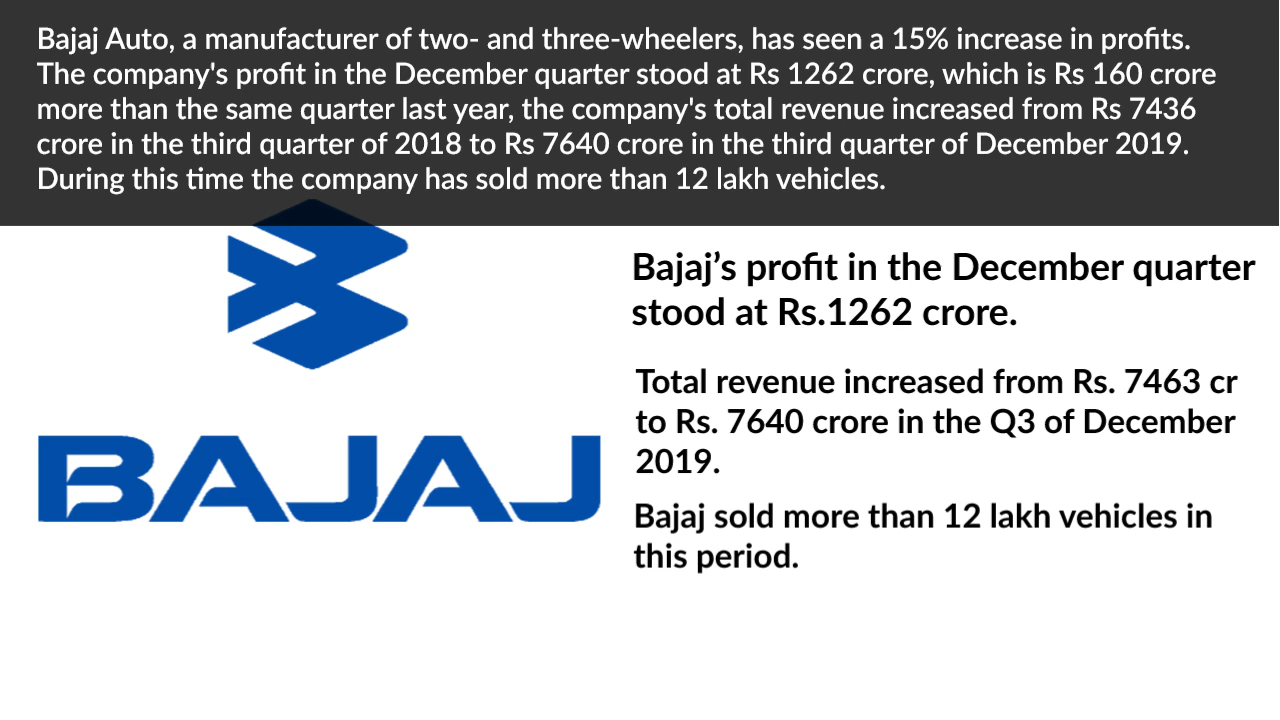 Bajaj Auto, a manufacturer of two- and three-wheelers, has seen a 15% increase in profits.
The company's profit in the December quarter stood at Rs 1262 crore, which is Rs 160 crore
more than the same quarter last year, the company's total revenue increased from Rs 7436
crore in the third quarter of 2018 to Rs 7640 crore in the third quarter of December 2019.
During this time the company has sold more than 12 lakh vehicles.
Bajaj’s profit in the December quarter
stood at Rs.1262 crore.
Total revenue increased from Rs. 7463 cr
to Rs. 7640 crore in the Q3 of December
2019.
Bajaj sold more than 12 lakh vehicles in
this period.
BAJAJ